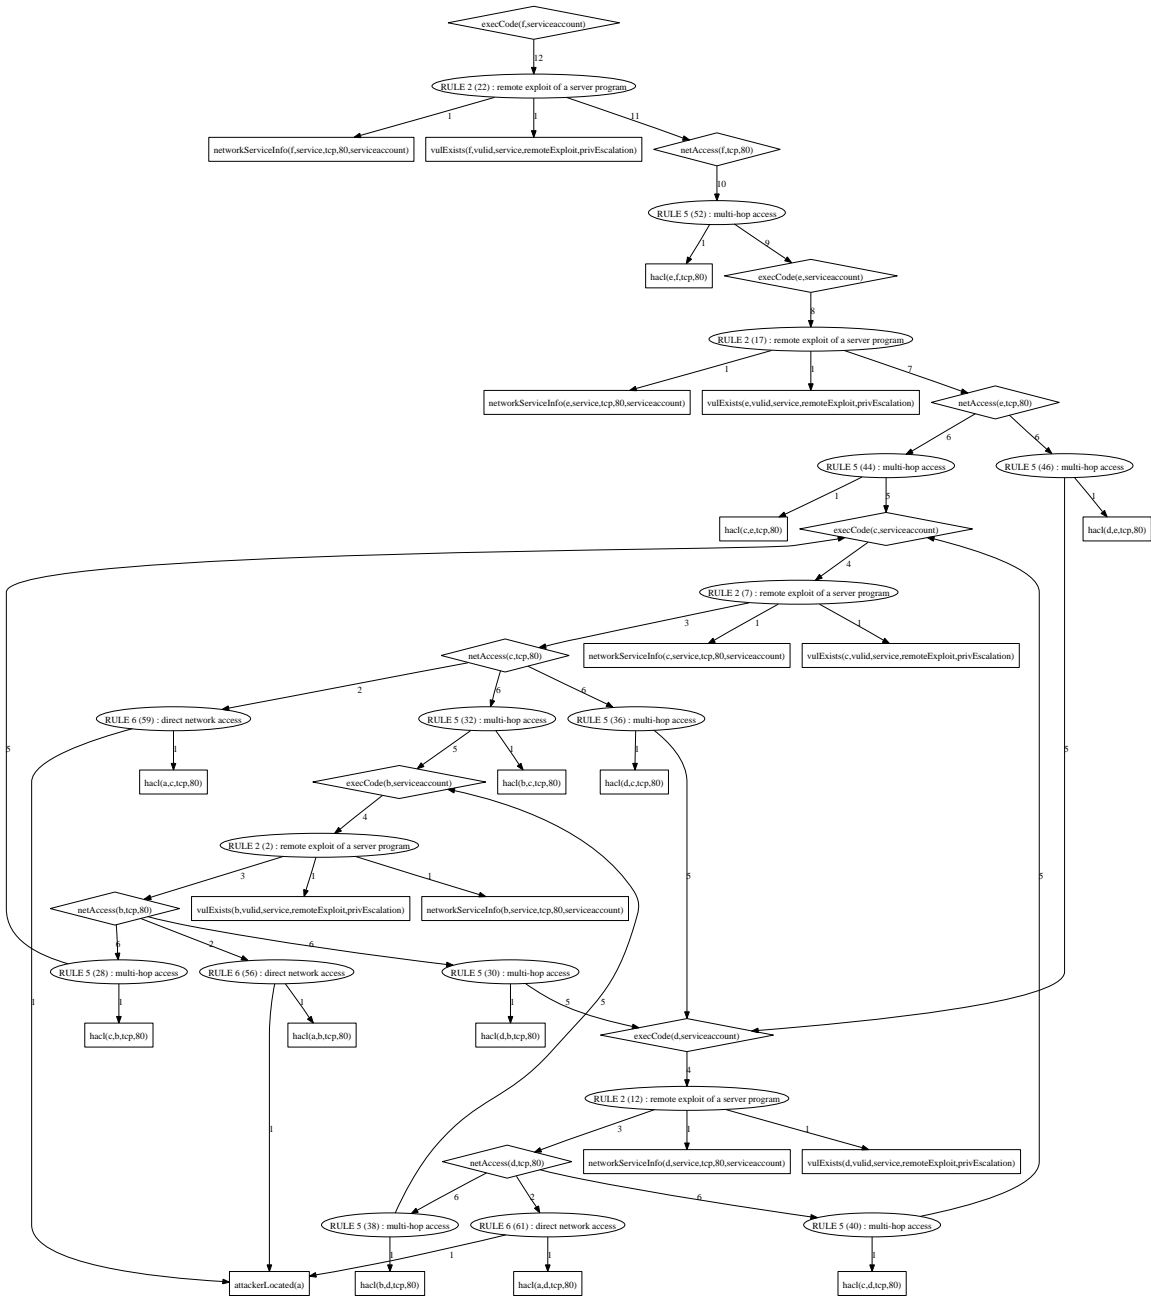 execCode(f,serviceaccount)
12
RULE 2 (22) : remote exploit of a server program
1
1
11
networkServiceInfo(f,service,tcp,80,serviceaccount)
vulExists(f,vulid,service,remoteExploit,privEscalation)
netAccess(f,tcp,80)
10
RULE 5 (52) : multi-hop access
1
9
hacl(e,f,tcp,80)
execCode(e,serviceaccount)
8
RULE 2 (17) : remote exploit of a server program
1
1
7
networkServiceInfo(e,service,tcp,80,serviceaccount)
vulExists(e,vulid,service,remoteExploit,privEscalation)
netAccess(e,tcp,80)
6
6
RULE 5 (44) : multi-hop access
RULE 5 (46) : multi-hop access
1
5
1
hacl(c,e,tcp,80)
execCode(c,serviceaccount)
hacl(d,e,tcp,80)
4
RULE 2 (7) : remote exploit of a server program
3
1
1
netAccess(c,tcp,80)
networkServiceInfo(c,service,tcp,80,serviceaccount)
vulExists(c,vulid,service,remoteExploit,privEscalation)
2
6
6
RULE 6 (59) : direct network access
RULE 5 (32) : multi-hop access
RULE 5 (36) : multi-hop access
5
1
5
1
1
5
hacl(a,c,tcp,80)
execCode(b,serviceaccount)
hacl(b,c,tcp,80)
hacl(d,c,tcp,80)
4
RULE 2 (2) : remote exploit of a server program
3
1
1
5
5
netAccess(b,tcp,80)
vulExists(b,vulid,service,remoteExploit,privEscalation)
networkServiceInfo(b,service,tcp,80,serviceaccount)
6
2
6
RULE 5 (28) : multi-hop access
RULE 6 (56) : direct network access
RULE 5 (30) : multi-hop access
1
1
1
1
5
5
hacl(c,b,tcp,80)
hacl(a,b,tcp,80)
hacl(d,b,tcp,80)
execCode(d,serviceaccount)
4
RULE 2 (12) : remote exploit of a server program
1
3
1
1
netAccess(d,tcp,80)
networkServiceInfo(d,service,tcp,80,serviceaccount)
vulExists(d,vulid,service,remoteExploit,privEscalation)
6
2
6
RULE 5 (38) : multi-hop access
RULE 6 (61) : direct network access
RULE 5 (40) : multi-hop access
1
1
1
1
attackerLocated(a)
hacl(b,d,tcp,80)
hacl(a,d,tcp,80)
hacl(c,d,tcp,80)